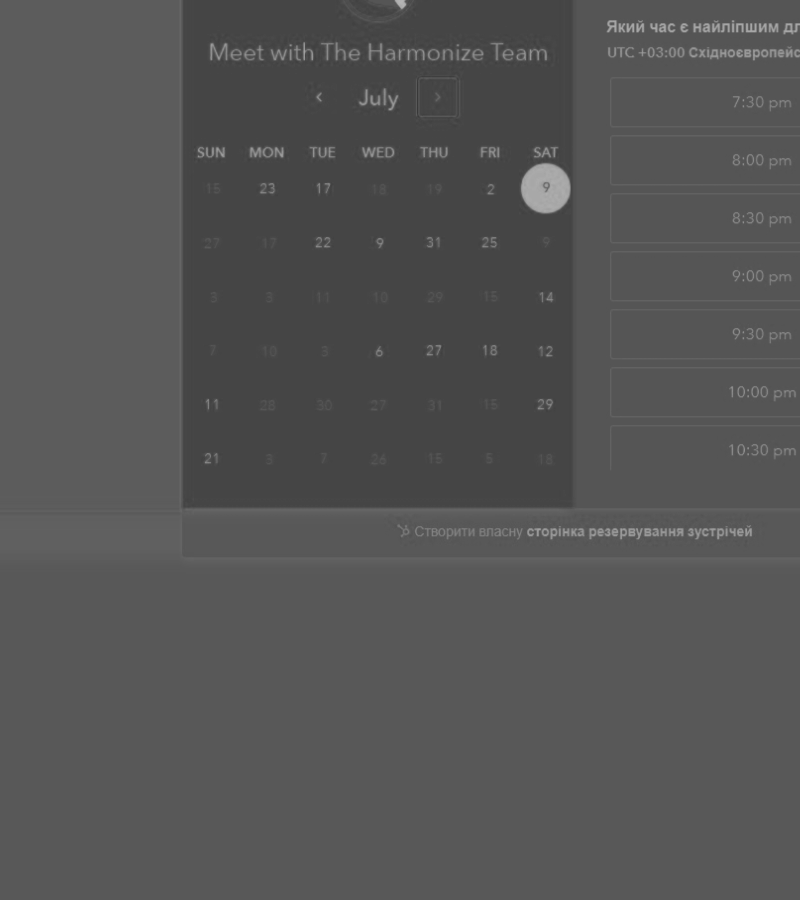 Meet with The Harmonize Team
July
SUN MON TUE WED THU FRI SAT
15 23 17 18 19 2 9
27 17 22 9 31 25 9
3 3 11 10 29 15 14
7 10 3 6 27 18 12
11 28 30 27 31 15 29
21 3 7 26 15 5 18
Який час є найліпшим
UTC +03:00
7:30 pm
8:00 pm
8:30 pm
9:00 pm
9:30 pm
10:00 pm
10:30 pm
Створити власну сторінка резервування зустрічей